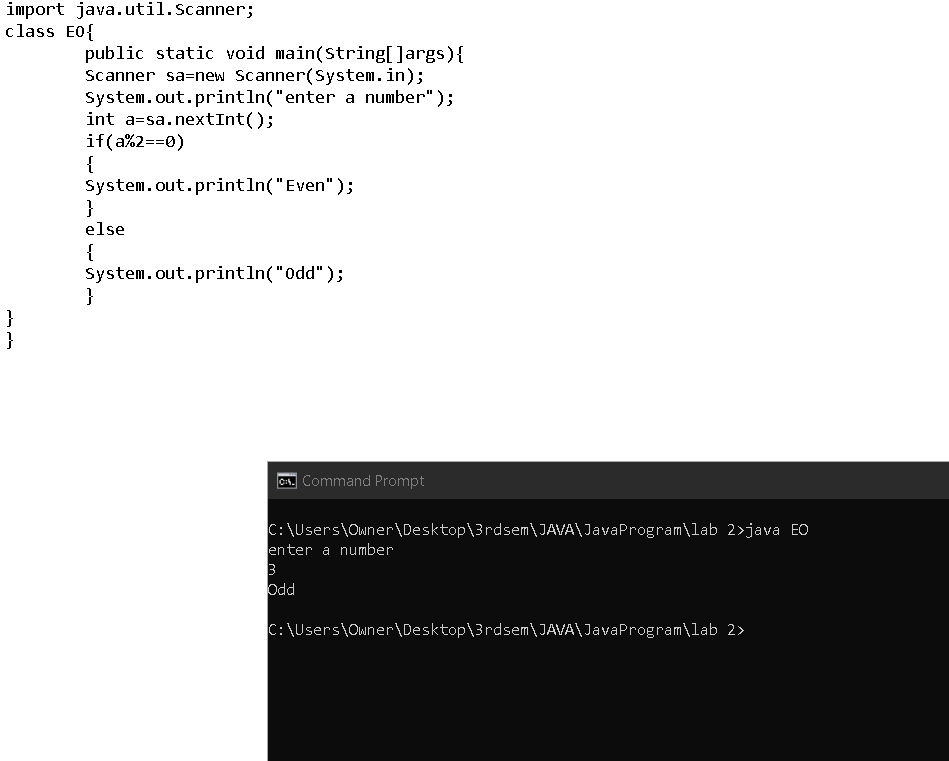 import java.util.Scanner;
class EO{
public static void main(String[]args){
Scanner sa=new Scanner(System.in);
System.out.println("enter a number");
int a=sa.nextInt();
if(a%2==0)
{
System.out.println("Even");
}
else
{
System.out.println("Odd");
}
}
}
Command Prompt
C:\Users\Owner\Desktop\3rdsem\JAVA\JavaProgram\lab 2>java EO
enter a number
3
Odd
C:\Users\Owner\Desktop\3rdsem\JAVA\JavaProgram\lab 2>